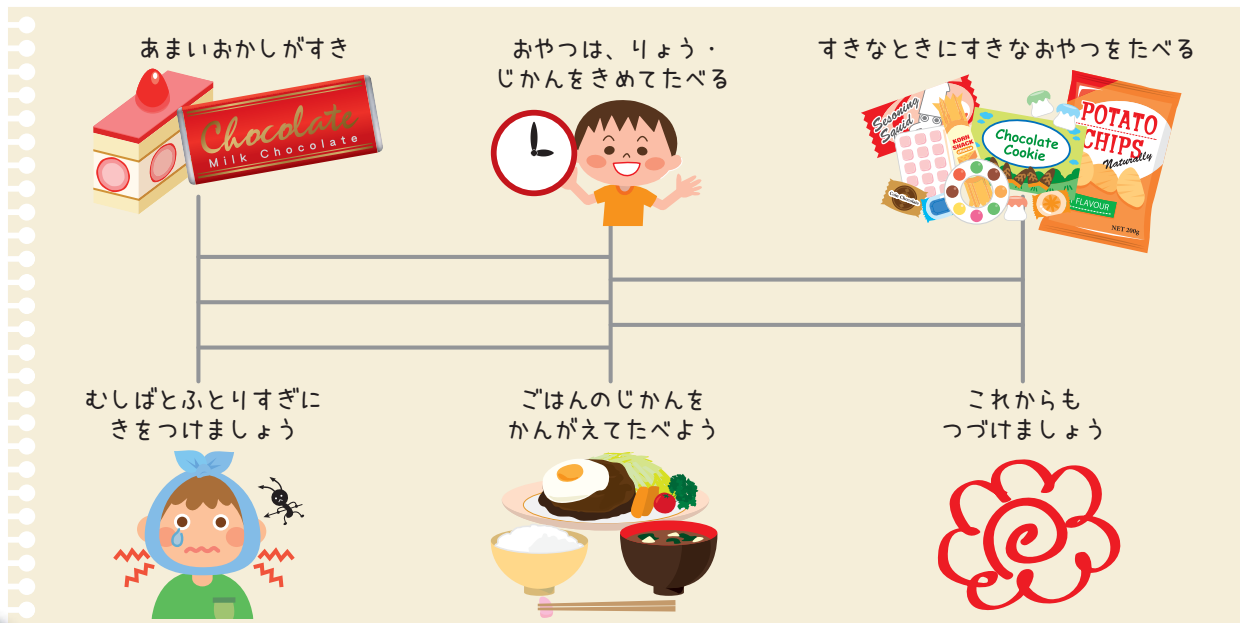 あまいおかしがすき
おやつは、りょう・
じかんをきめてたべる
すきなときにすきなおやつをたべる
Chocolate
Milk Chocolate
Sesoning
Squid
KORN
SNACK
Chocolate
Cookie
POTATO
CHIPS
Naturally
FLAVOUR
NET 200g
むしばとふとりすぎに
きをつけましょう
ごはんのじかんを
かんがえてたべよう
これからも
つづけましょう